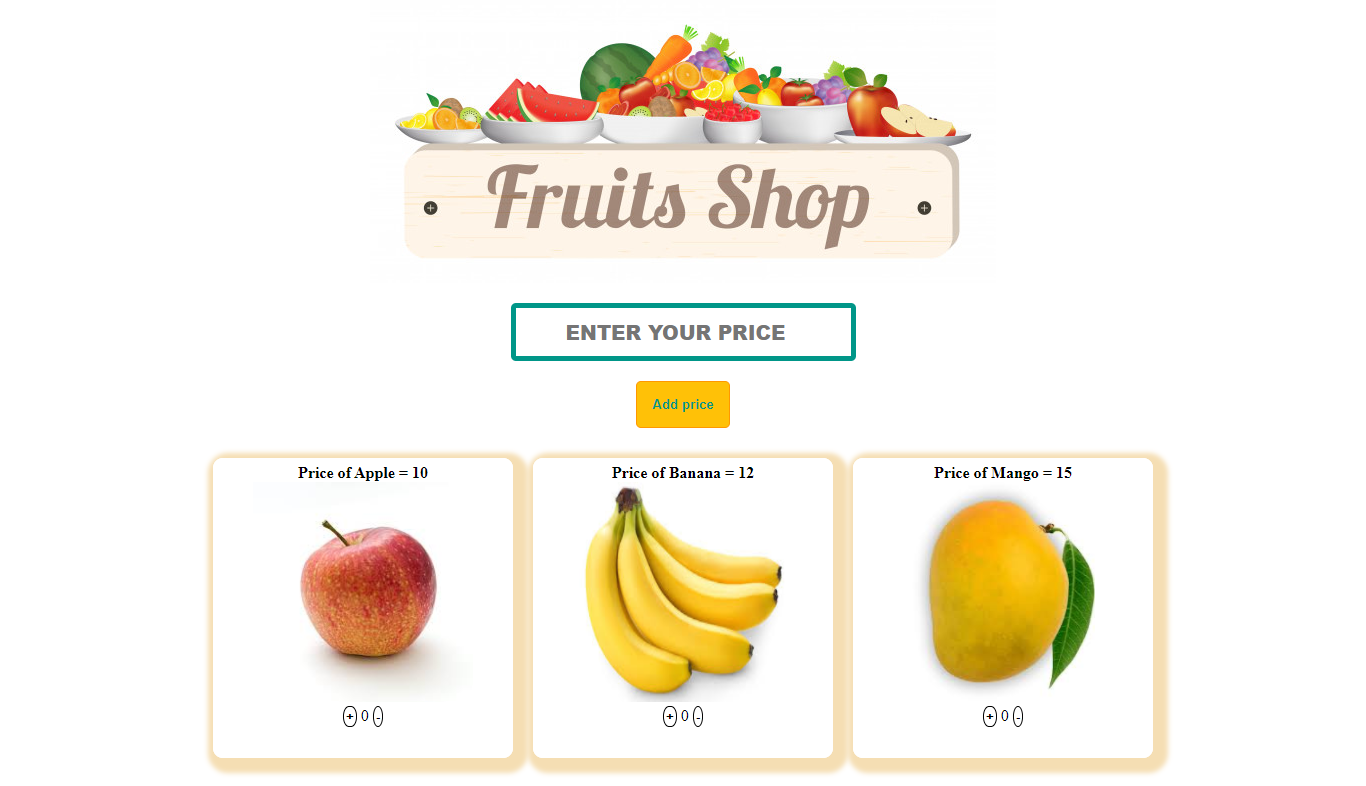 Fruits Shop
ENTER YOUR PRICE
Add price
Price of Apple = 10
Price of Banana = 12
Price of Mango = 15
+ 0 -
+ 0 -
+ 0 -